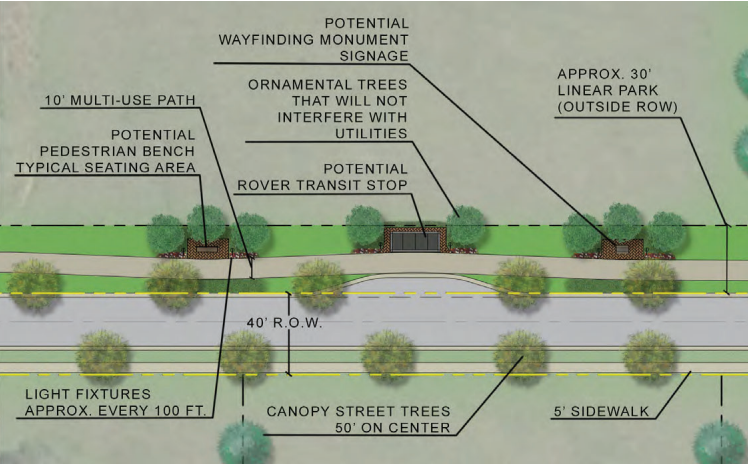 POTENTIAL
WAYFINDING MONUMENT
SIGNAGE
ORNAMENTAL TREES
THAT WILL NOT
INTERFERE WITH
UTILITIES
APPROX. 30'
LINEAR PARK
(OUTSIDE ROW)
10' MULTI-USE PATH
POTENTIAL
PEDESTRIAN BENCH
TYPICAL SEATING AREA
POTENTIAL
ROVER TRANSIT STOP
40' R.O.W.
LIGHT FIXTURES
APPROX. EVERY 100 FT.
CANOPY STREET TREES
50' ON CENTER
5' SIDEWALK